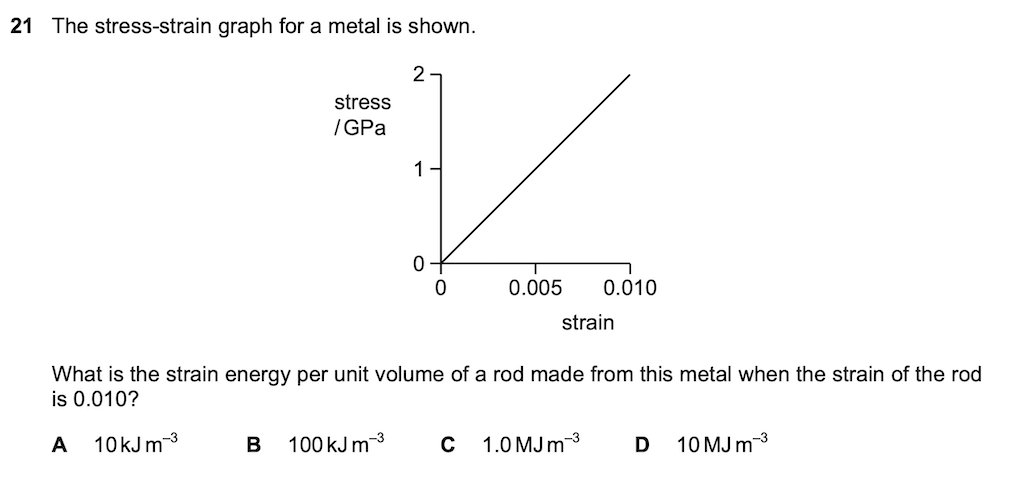 21 The stress-strain graph for a metal is shown.
2
stress
/ GPa
1
0
0 0.005 0.010
strain
What is the strain energy per unit volume of a rod made from this metal when the strain of the rod
is 0.010?
A 10 kJ m⁻³ B 100 kJ m⁻³ C 1.0 MJ m⁻³ D 10 MJ m⁻³